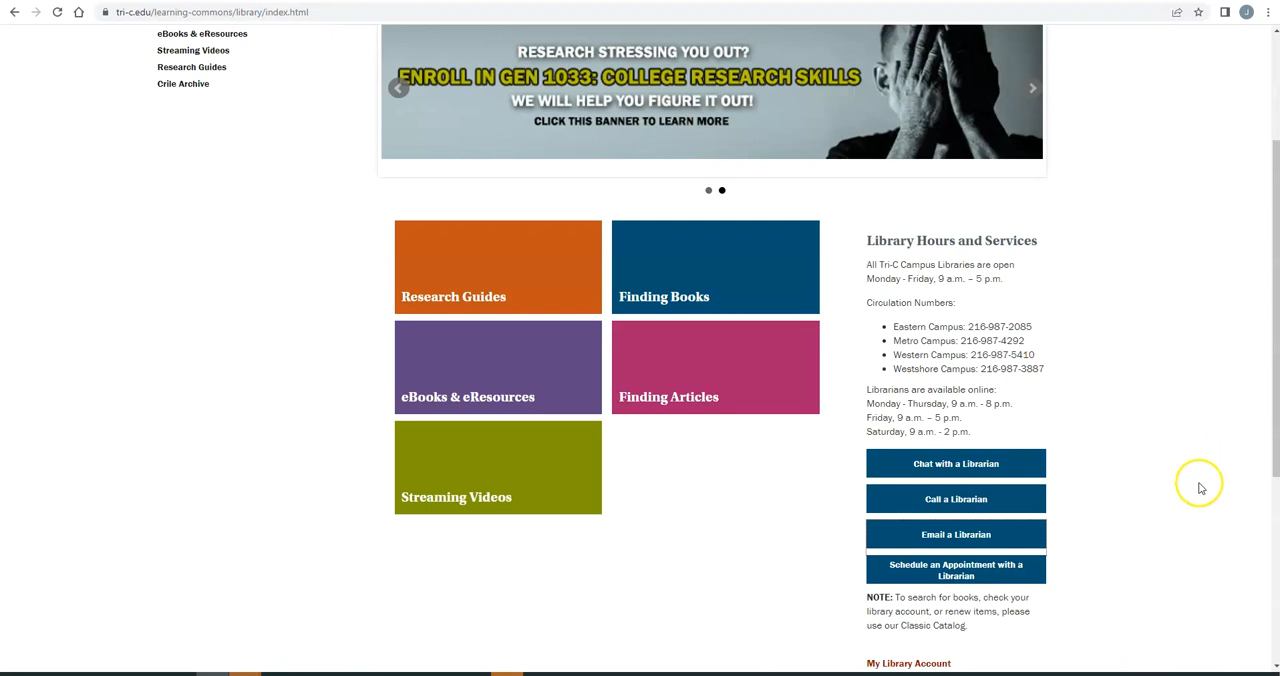 tri-c.edu/learning-commons/library/index.html
J
eBooks & eResources
Streaming Videos
Research Guides
Crile Archive
RESEARCH STRESSING YOU OUT?
ENROLL IN GEN 1033: COLLEGE RESEARCH SKILLS
WE WILL HELP YOU FIGURE IT OUT!
CLICK THIS BANNER TO LEARN MORE
Research Guides
Finding Books
eBooks & eResources
Finding Articles
Streaming Videos
Library Hours and Services
All Tri-C Campus Libraries are open
Monday - Friday, 9 a.m. – 5 p.m.
Circulation Numbers:
Eastern Campus: 216-987-2085
Metro Campus: 216-987-4292
Western Campus: 216-987-5410
Westshore Campus: 216-987-3887
Librarians are available online:
Monday - Thursday, 9 a.m. - 8 p.m.
Friday, 9 a.m. – 5 p.m.
Saturday, 9 a.m. - 2 p.m.
Chat with a Librarian
Call a Librarian
Email a Librarian
Schedule an Appointment with a
Librarian
NOTE: To search for books, check your
library account, or renew items, please
use our Classic Catalog.
My Library Account